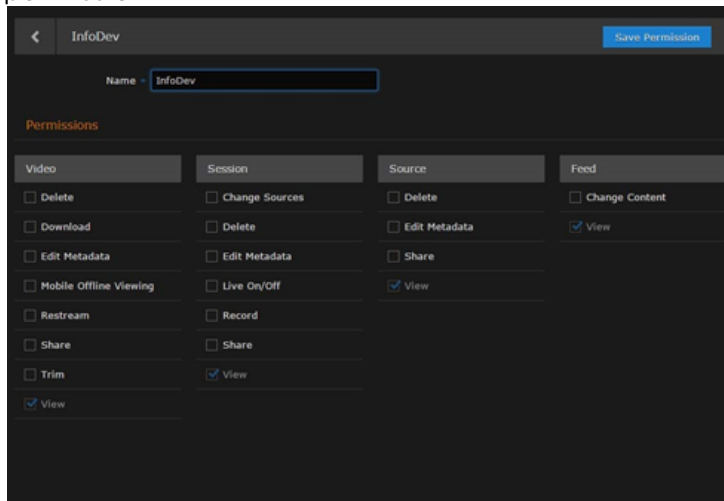 InfoDev
Save Permission
Name
InfoDev
Permissions
Video
Delete
Download
Edit Metadata
Mobile Offline Viewing
Restream
Share
Trim
View
Session
Change Sources
Delete
Edit Metadata
Live On/Off
Record
Share
View
Source
Delete
Edit Metadata
Share
View
Feed
Change Content
View